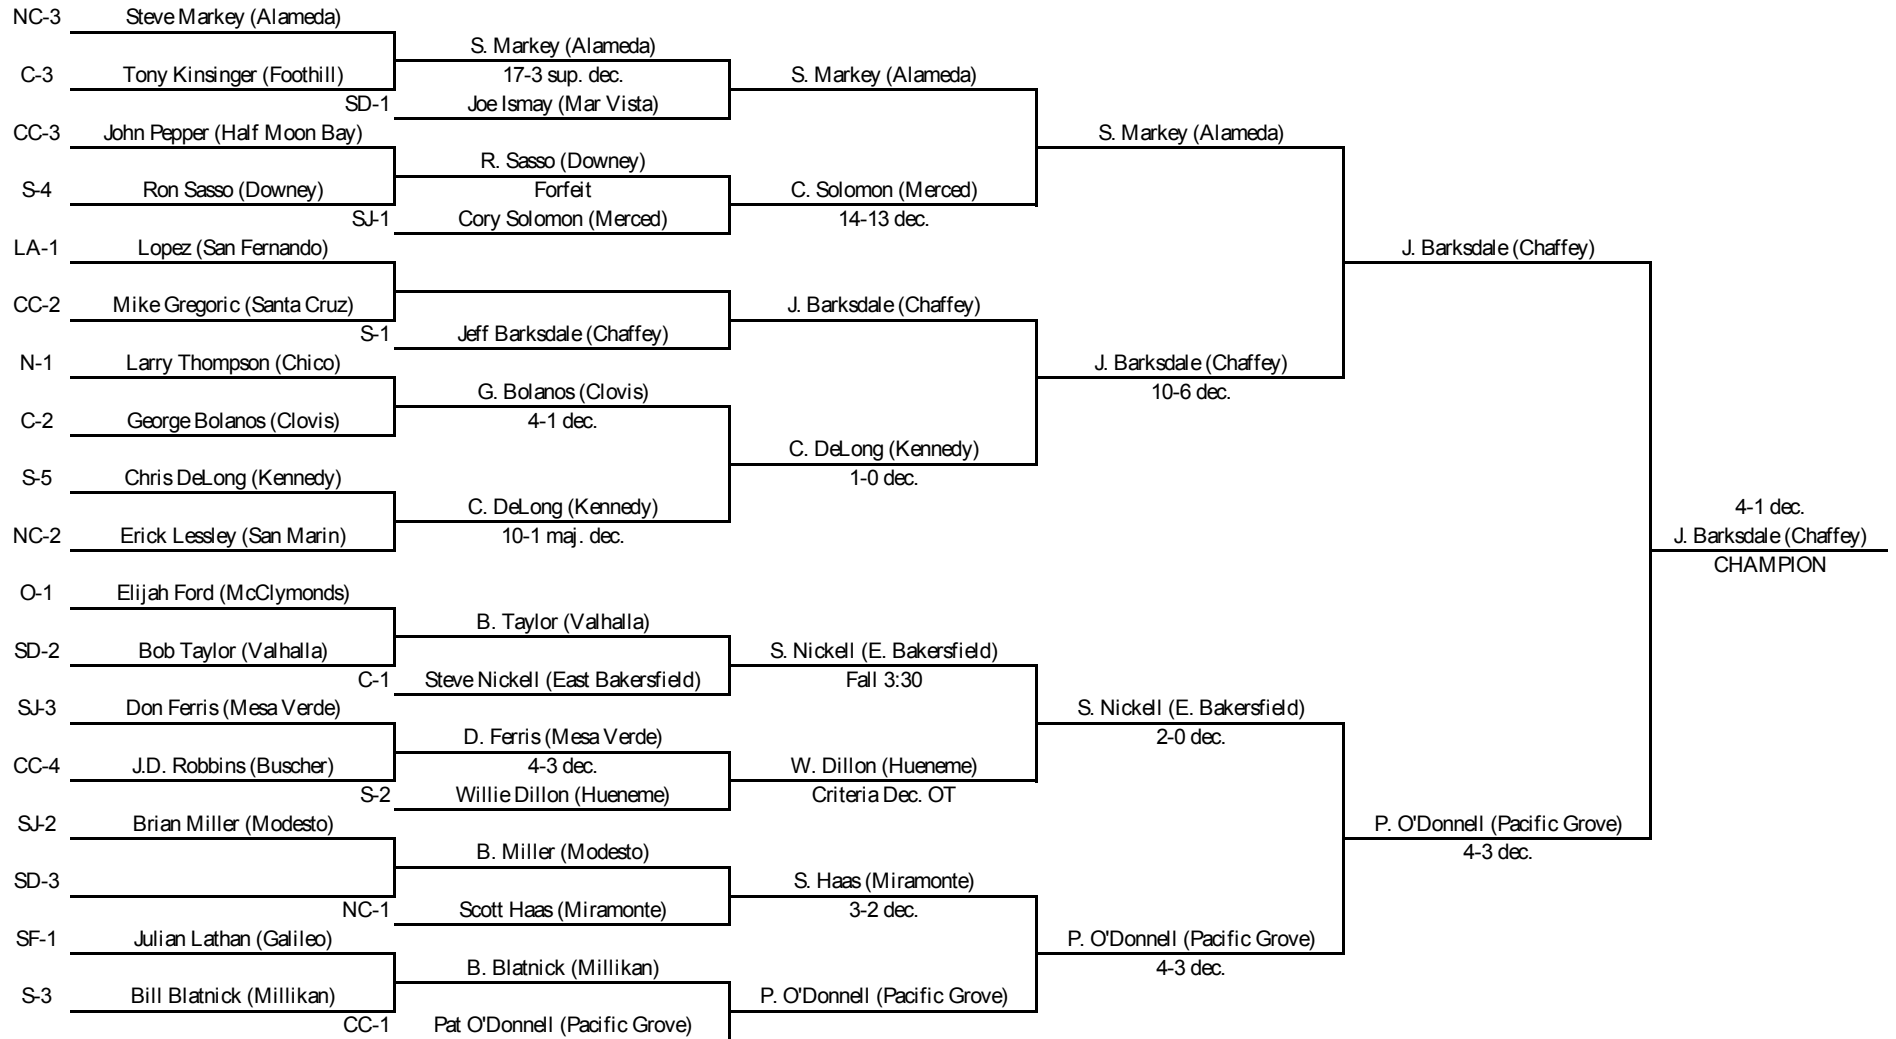 NC-3 Steve Markey (Alameda)
S. Markey (Alameda)
C-3 Tony Kinsinger (Foothill) 17-3 sup. dec. S. Markey (Alameda)
SD-1 Joe Ismay (Mar Vista)
CC-3 John Pepper (Half Moon Bay) S. Markey (Alameda)
R. Sasso (Downey)
S-4 Ron Sasso (Downey) Forfeit C. Solomon (Merced)
SJ-1 Cory Solomon (Merced) 14-13 dec.
LA-1 Lopez (San Fernando) J. Barksdale (Chaffey)
CC-2 Mike Gregoric (Santa Cruz) J. Barksdale (Chaffey)
S-1 Jeff Barksdale (Chaffey)
N-1 Larry Thompson (Chico) J. Barksdale (Chaffey)
G. Bolanos (Clovis) 10-6 dec.
C-2 George Bolanos (Clovis) 4-1 dec.
C. DeLong (Kennedy)
S-5 Chris DeLong (Kennedy) 1-0 dec.
C. DeLong (Kennedy) 4-1 dec.
NC-2 Erick Lessley (San Marin) 10-1 maj. dec. J. Barksdale (Chaffey)
CHAMPION
O-1 Elijah Ford (McClymonds)
B. Taylor (Valhalla)
SD-2 Bob Taylor (Valhalla) S. Nickell (E. Bakersfield)
C-1 Steve Nickell (East Bakersfield) Fall 3:30
SJ-3 Don Ferris (Mesa Verde) S. Nickell (E. Bakersfield)
D. Ferris (Mesa Verde) 2-0 dec.
CC-4 J.D. Robbins (Buscher) 4-3 dec. W. Dillon (Hueneme)
S-2 Willie Dillon (Hueneme) Criteria Dec. OT
SJ-2 Brian Miller (Modesto) P. O'Donnell (Pacific Grove)
B. Miller (Modesto) 4-3 dec.
SD-3 S. Haas (Miramonte)
NC-1 Scott Haas (Miramonte) 3-2 dec.
SF-1 Julian Lathan (Galileo) P. O'Donnell (Pacific Grove)
B. Blatnick (Millikan) 4-3 dec.
S-3 Bill Blatnick (Millikan) P. O'Donnell (Pacific Grove)
CC-1 Pat O'Donnell (Pacific Grove)